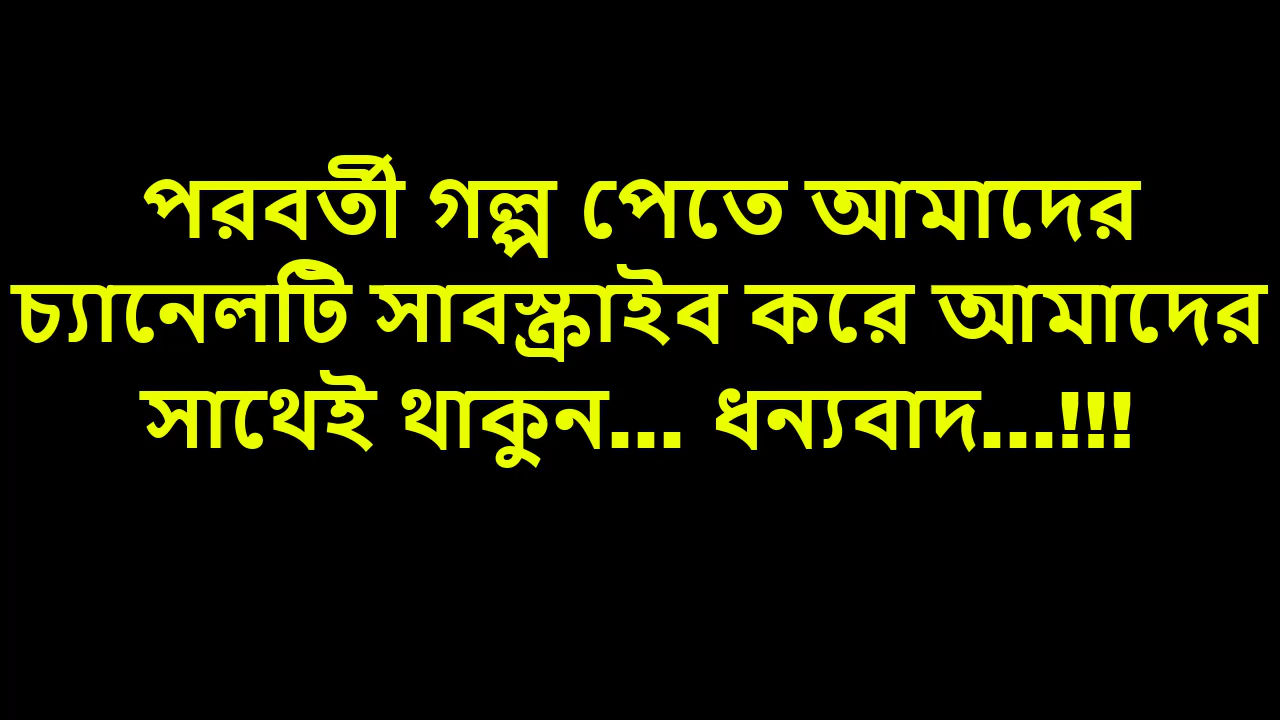 পরবর্তী গল্প পেতে আমাদের
চ্যানেলটি সাবস্ক্রাইব করে আমাদের
সাথেই থাকুন... ধন্যবাদ...!!!